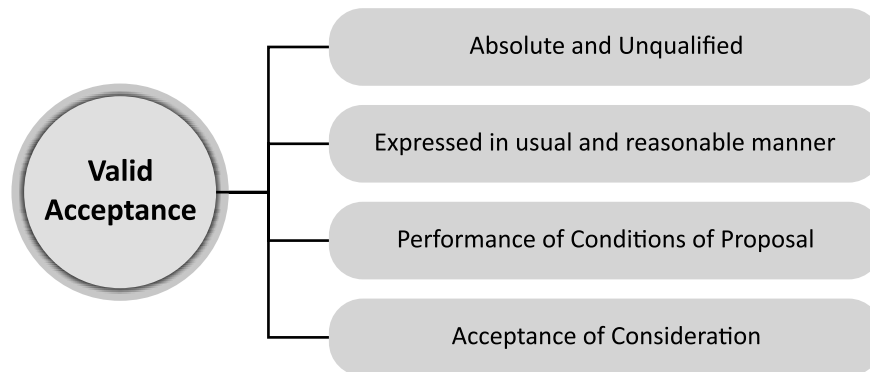 Valid
Acceptance
Absolute and Unqualified
Expressed in usual and reasonable manner
Performance of Conditions of Proposal
Acceptance of Consideration